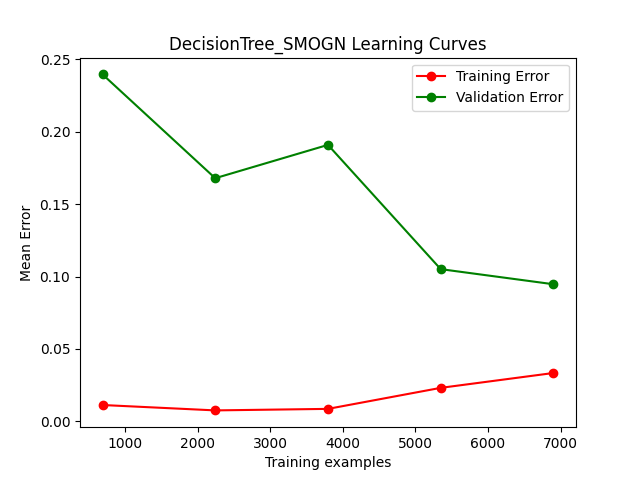 DecisionTree_SMOGN Learning Curves
Training Error
Validation Error
0.25
0.20
0.15
0.10
0.05
0.00
Mean Error
1000 2000 3000 4000 5000 6000 7000
Training examples